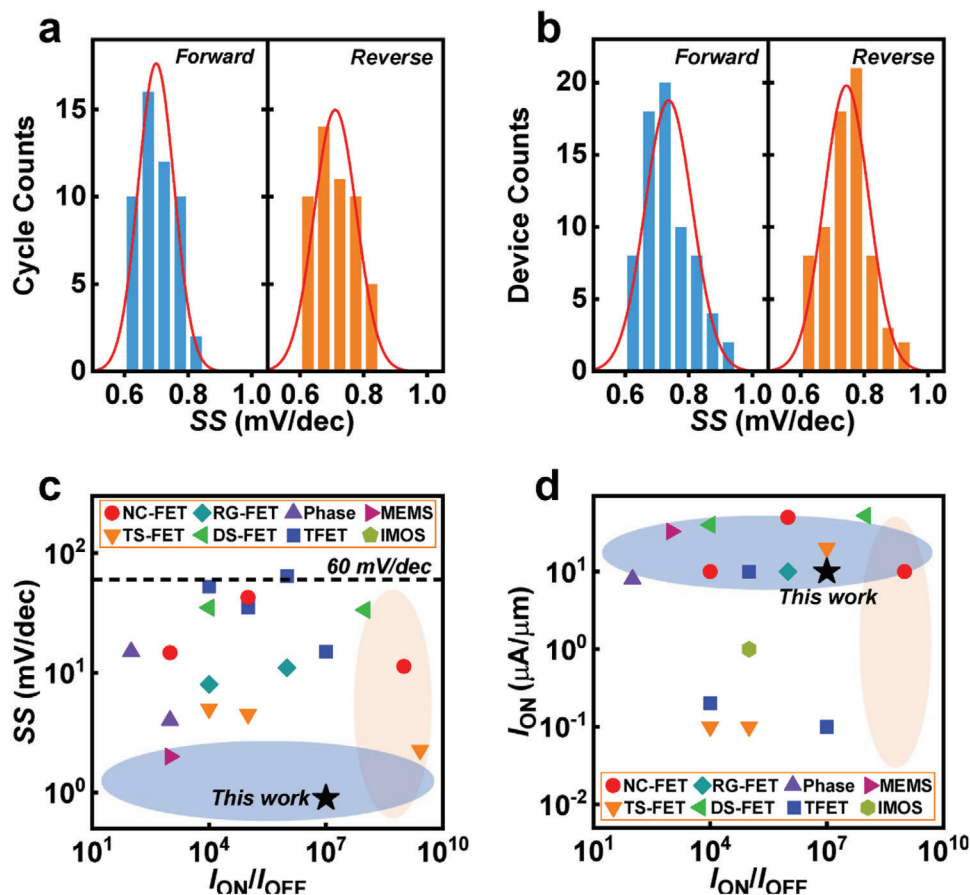 a
Forward
Reverse
Cycle Counts
15
10
5
0
0.6 0.8 1.0 0.6 0.8 1.0
SS (mV/dec)
b
Forward
Reverse
Device Counts
20
15
10
5
0
0.6 0.8 1.0 0.6 0.8 1.0
SS (mV/dec)
c
NC-FET RG-FET Phase MEMS
TS-FET DS-FET TFET IMOS
60 mV/dec
This work
SS (mV/dec)
10²
10¹
10⁰
10¹ 10⁴ 10⁷ 10¹⁰
I_ON/I_OFF
d
This work
I_ON (μA/μm)
10¹
10⁰
10⁻¹
10⁻²
NC-FET RG-FET Phase MEMS
TS-FET DS-FET TFET IMOS
10¹ 10⁴ 10⁷ 10¹⁰
I_ON/I_OFF